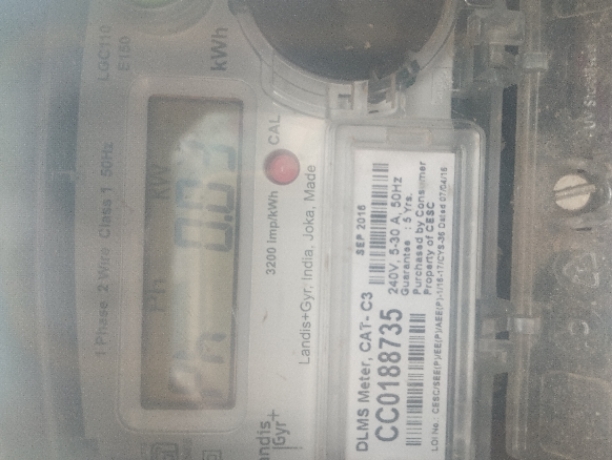 LGC110
E150
kWh
1 Phase 2 Wire Class 1 50Hz
3200 Imp/kWh CAL
Landis+Gyr, India, Joka, Made
Gyr+
DLMS Meter, CAT- C3
SEP 2016
CC0188735
240V, 5-30 A, 50Hz
Guarantee : 5 Yrs.
Purchased by Consumer
Property of CESC